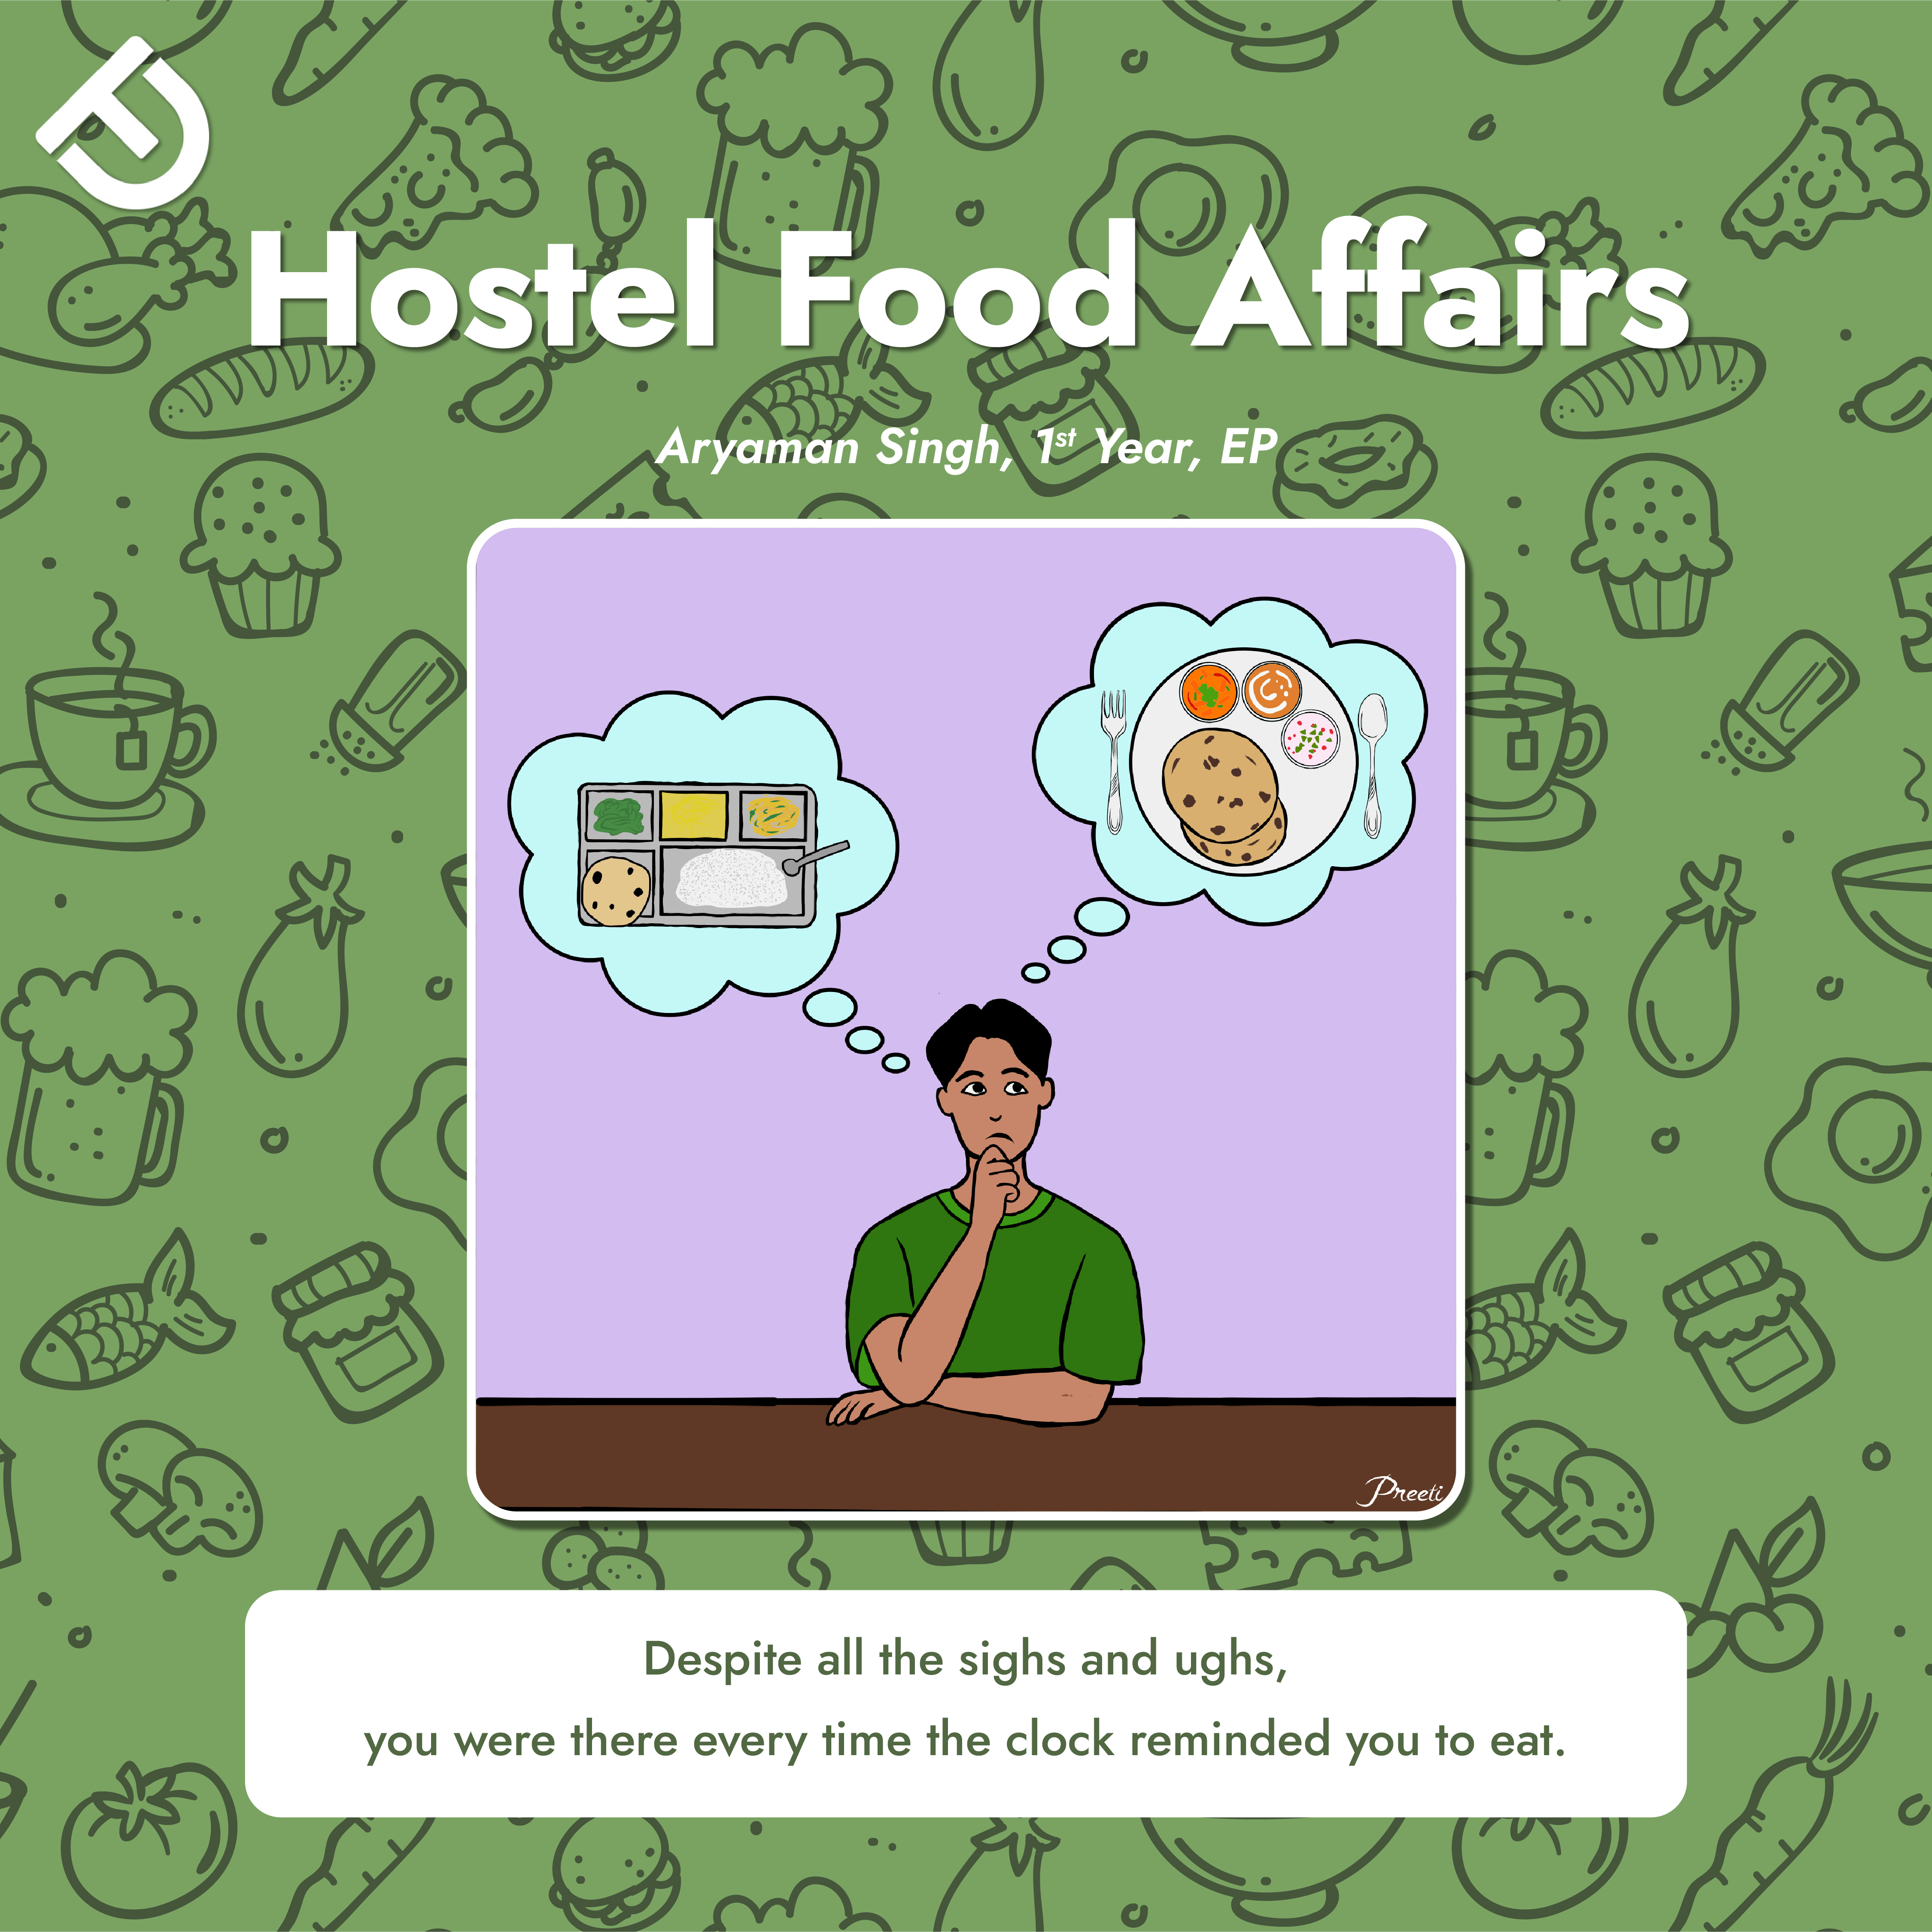 Hostel Food Affairs
Aryaman Singh, 1st Year, EP
Preeti
Despite all the sighs and ughs,
you were there every time the clock reminded you to eat.